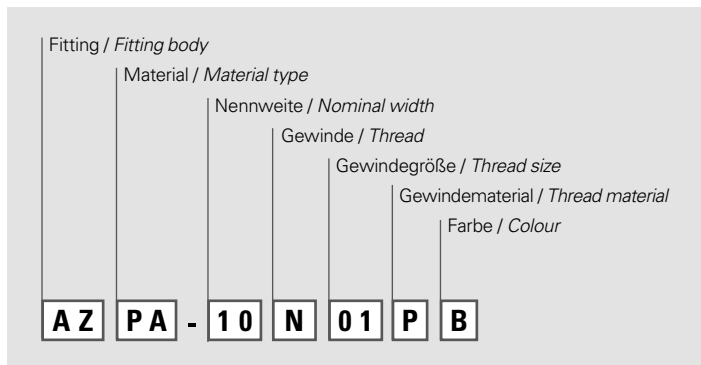 Fitting / Fitting body
Material / Material type
Nennweite / Nominal width
Gewinde / Thread
Gewindegröße / Thread size
Gewindematerial / Thread material
Farbe / Colour
AZ PA - 10 N 01 P B